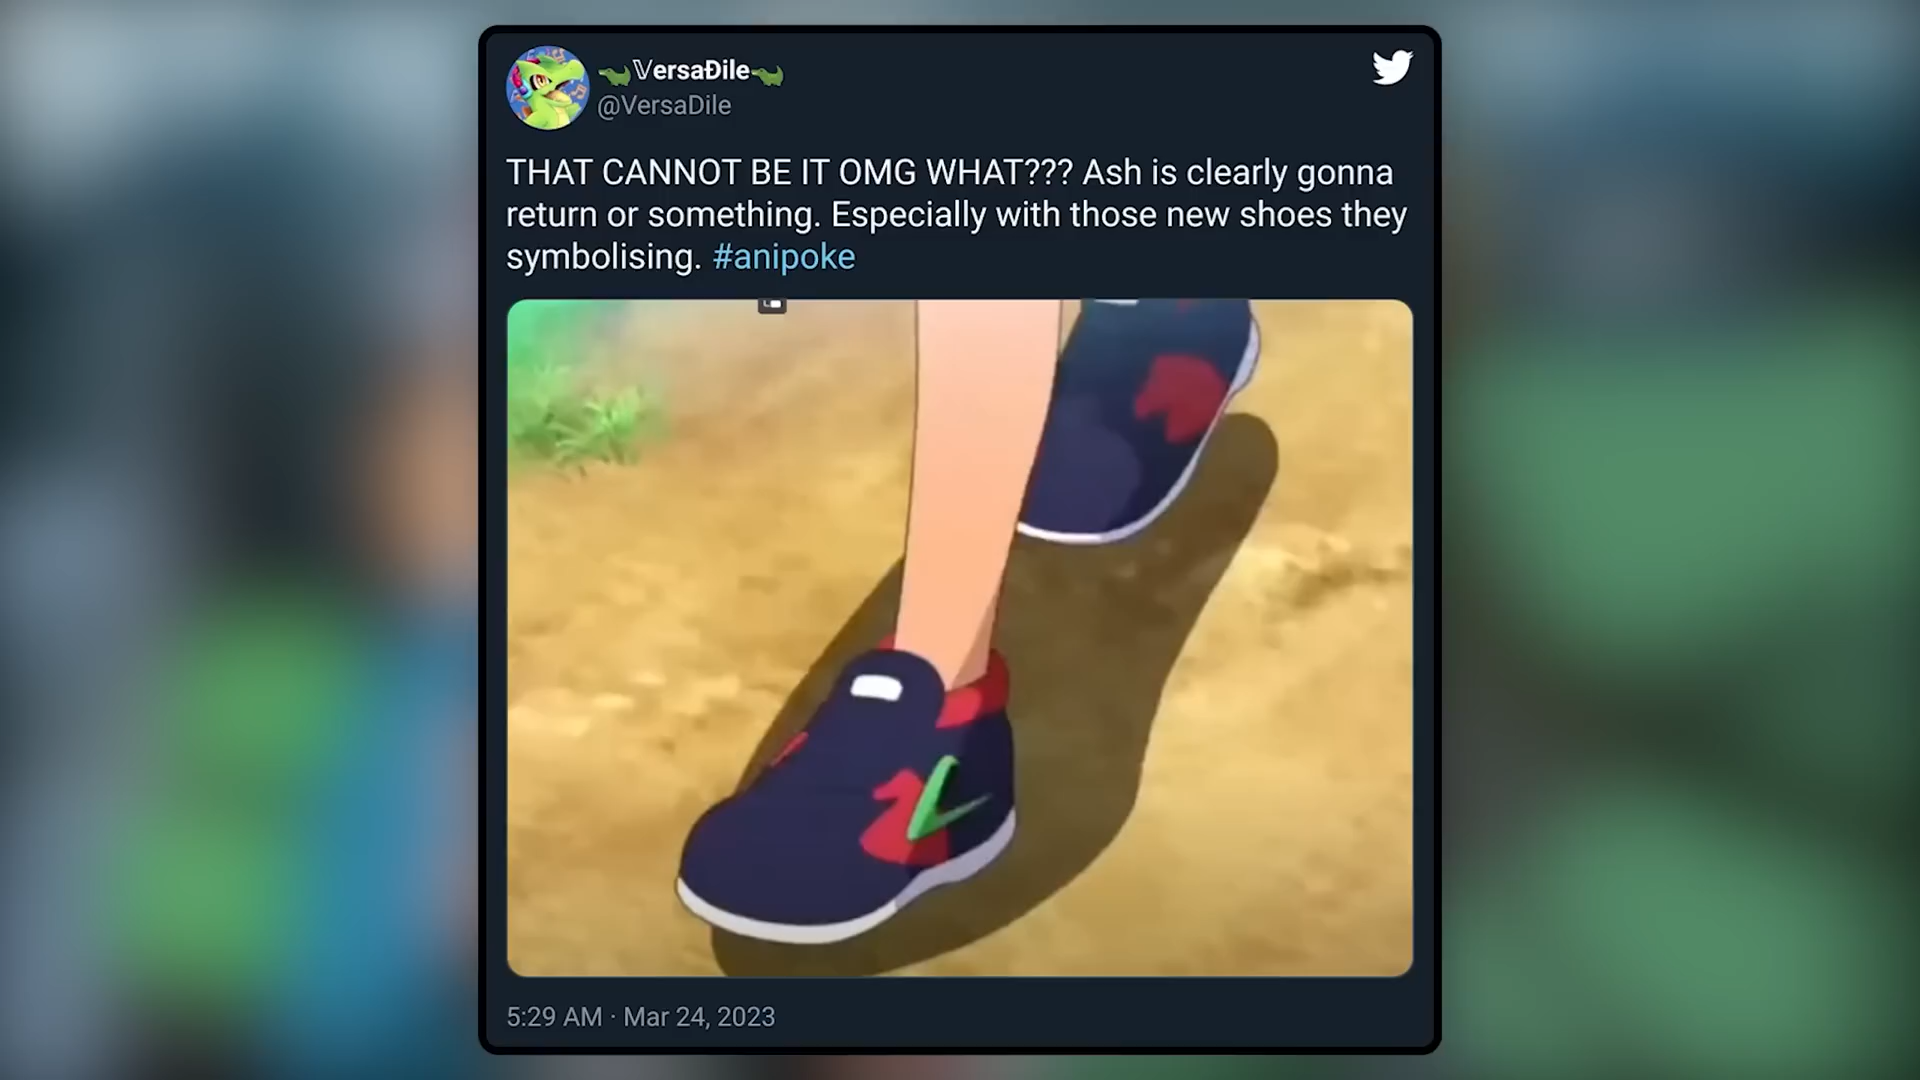 🐊𝕍ersaĐile🐊
@VersaDile
THAT CANNOT BE IT OMG WHAT??? Ash is clearly gonna
return or something. Especially with those new shoes they
symbolising. #anipoke
5:29 AM · Mar 24, 2023